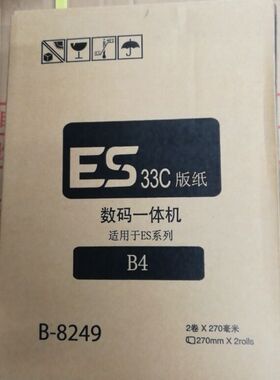 ES 33C 版纸
数码一体机
适用于ES系列
B4
B-8249
2卷 X 270毫米
270mm X 2rolls